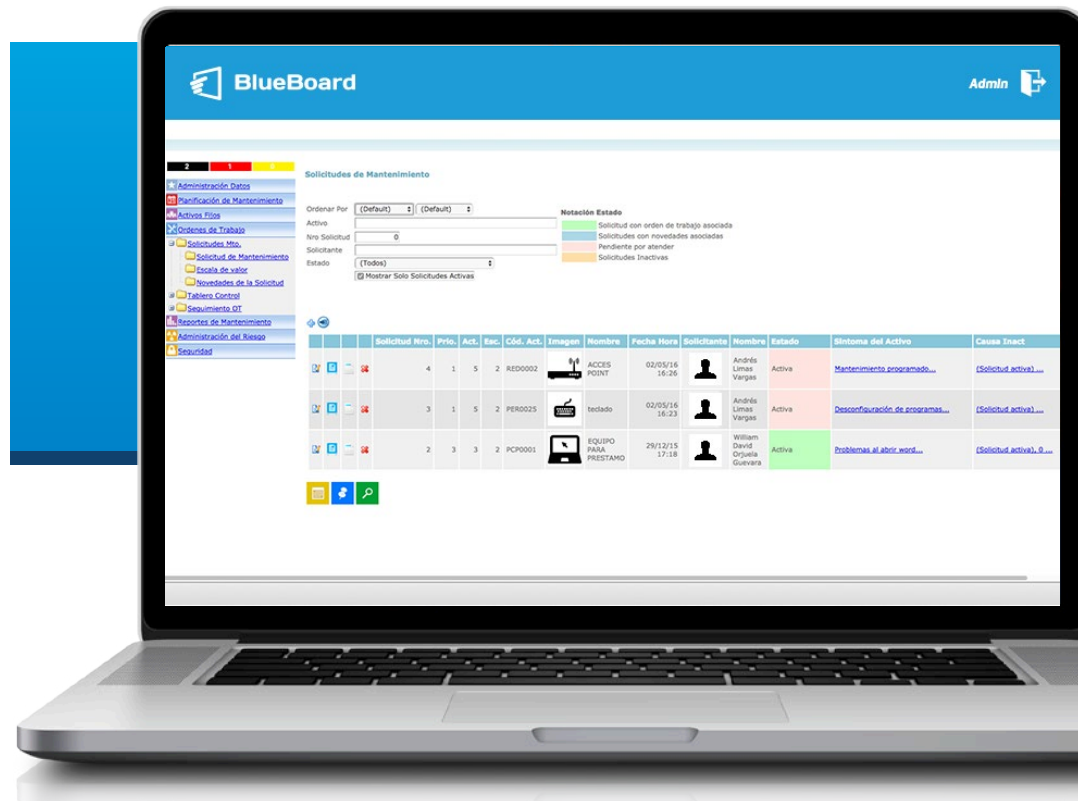 BlueBoard
Admin
2 1
Administración Datos
Planificación de Mantenimiento
Activos Fijos
Ordenes de Trabajo
Solicitudes Mto.
Solicitud de Mantenimiento
Escala de valor
Novedades de la Solicitud
Tablero Control
Seguimiento OT
Reportes de Mantenimiento
Administración del Riesgo
Seguridad
Solicitudes de Mantenimiento
Ordenar Por (Default) (Default)
Activo
Nro Solicitud 0
Solicitante
Estado (Todos)
Mostrar Solo Solicitudes Activas
Notación Estado
Solicitud con orden de trabajo asociada
Solicitudes con novedades asociadas
Pendiente por atender
Solicitudes Inactivas
Solicitud Nro. Prio. Act. Esc. Cód. Act. Imagen Nombre Fecha Hora Solicitante Nombre Estado Síntoma del Activo Causa Inact
4 1 5 2 RED0002 ACCES POINT 02/05/16 16:26 Andrés Limas Vargas Activa Mantenimiento programado... (Solicitud activa) ...
3 1 5 2 PER0025 teclado 02/05/16 16:23 Andrés Limas Vargas Activa Desconfiguración de programas... (Solicitud activa) ...
2 3 3 2 PCP0001 EQUIPO PARA PRESTAMO 29/12/15 17:18 William David Orjuela Guevara Activa Problemas al abrir word... (Solicitud activa), 0 ...